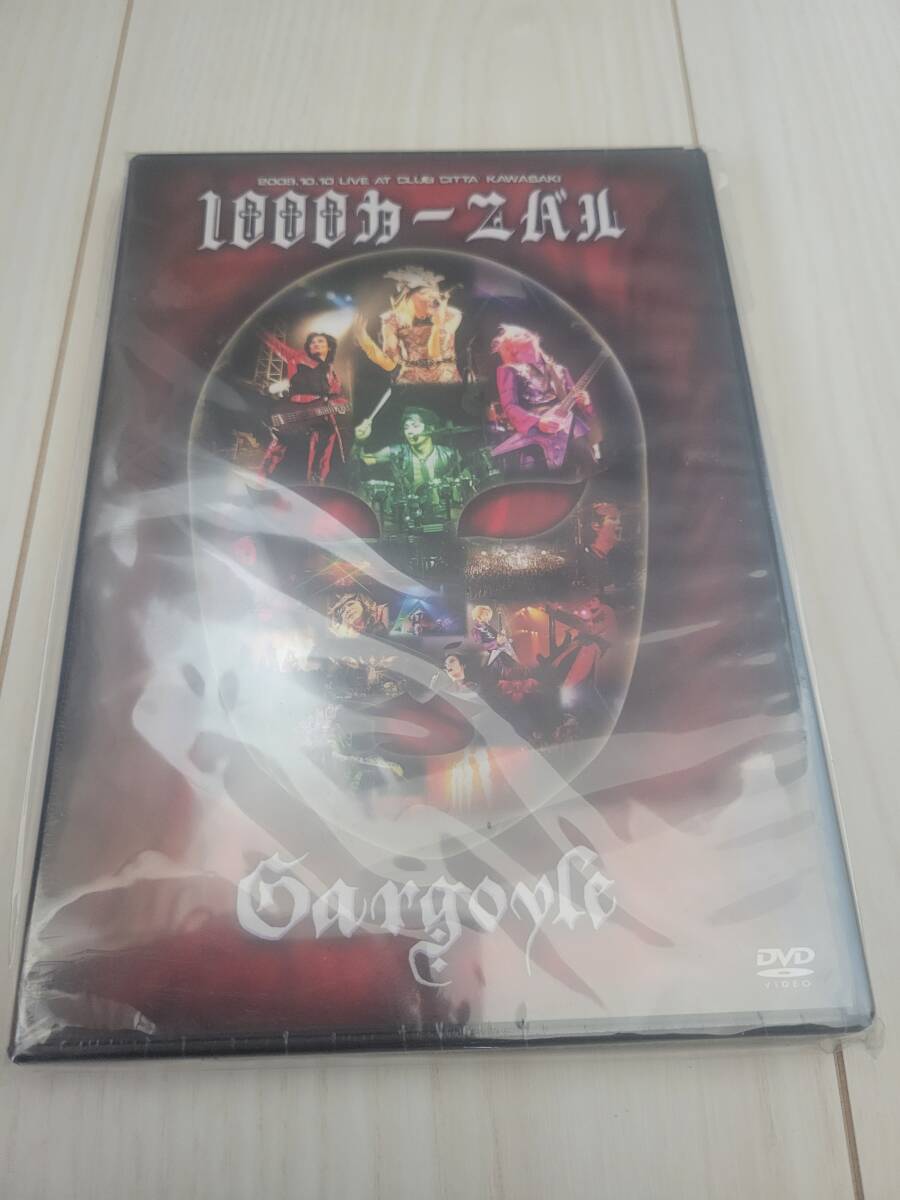 2009.10.10 LIVE AT CLUB CITTA' KAWASAKI
1000カーニバル
Gargoyle
DVD
VIDEO